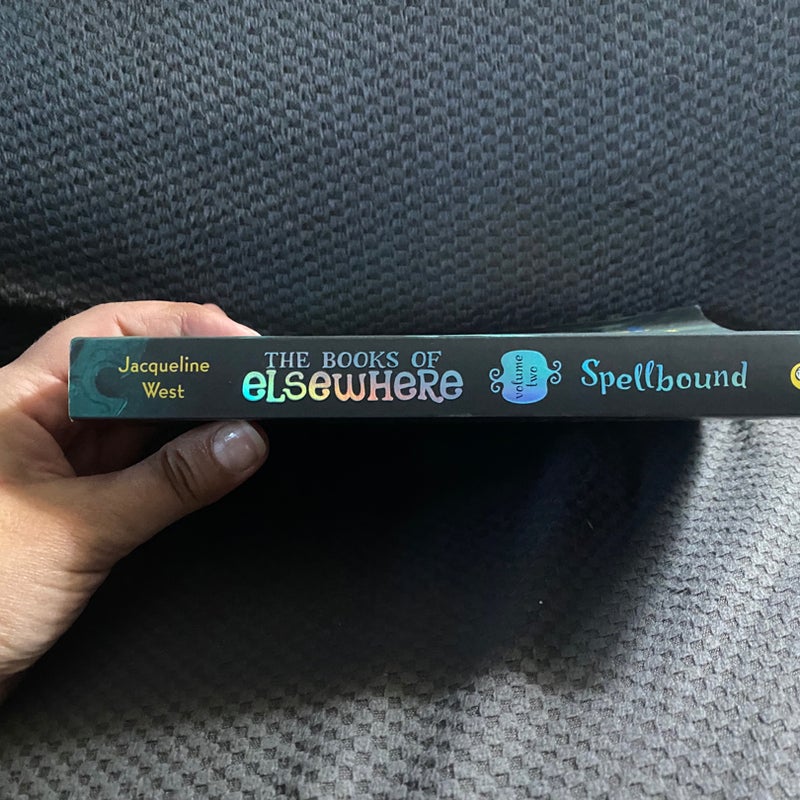 Jacqueline
West
THE BOOKS OF
elsewHeRe
volume
two
Spellbound